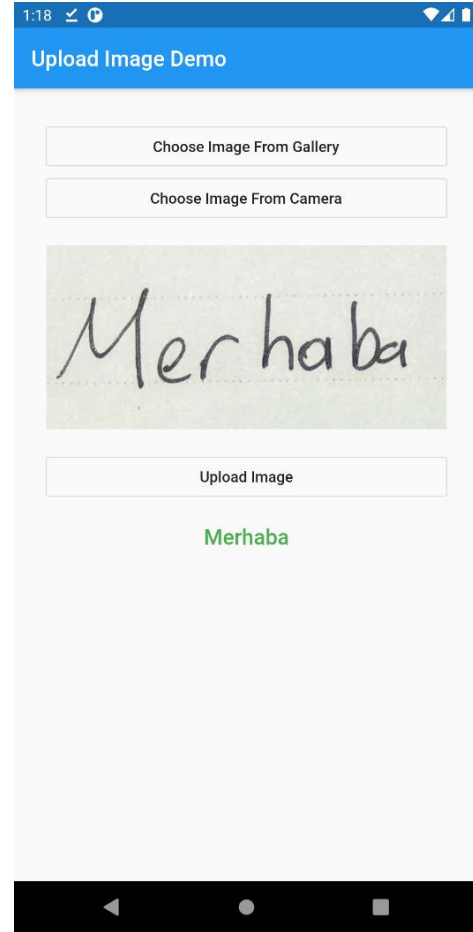 1:18
Upload Image Demo
Choose Image From Gallery
Choose Image From Camera
Merhaba
Upload Image
Merhaba